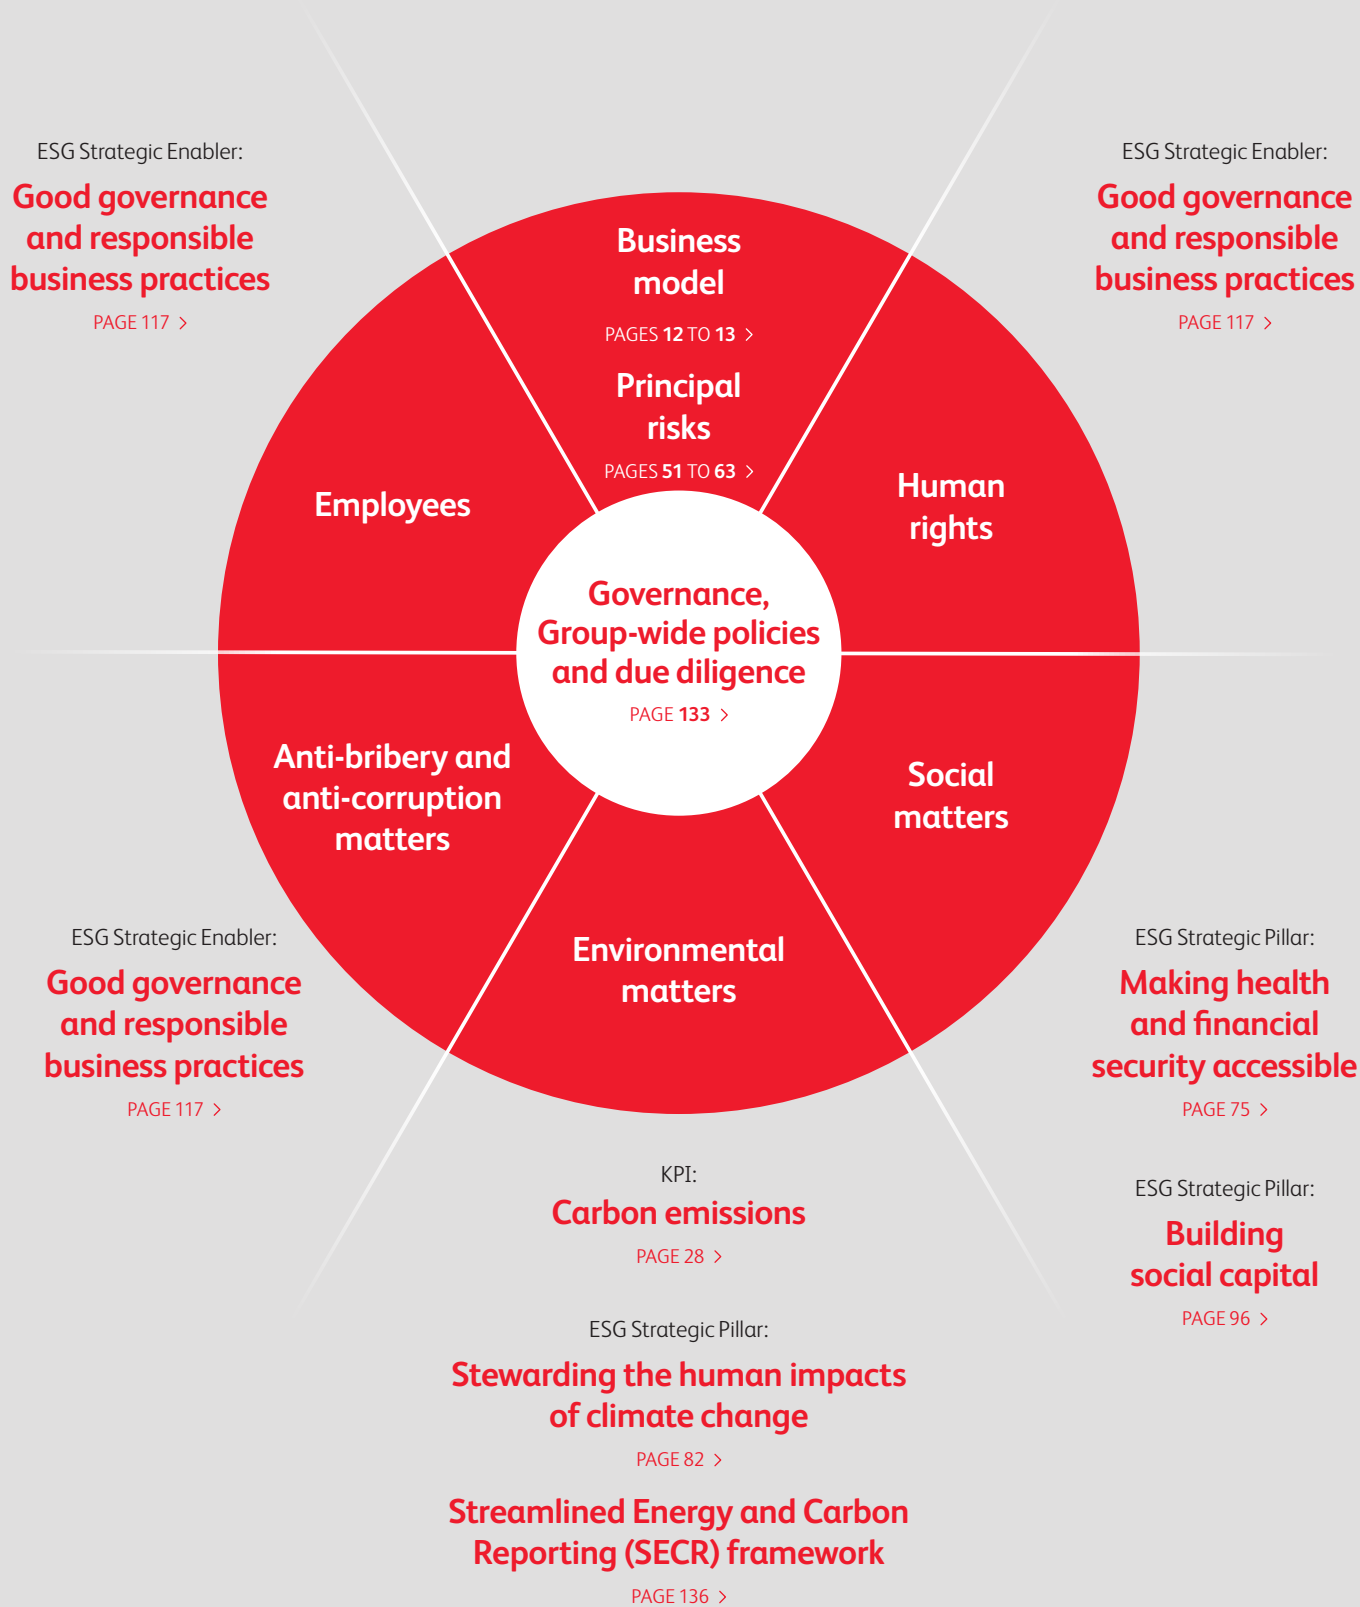 ESG Strategic Enabler:
Good governance
and responsible
business practices
PAGE 117 >
ESG Strategic Enabler:
Good governance
and responsible
business practices
PAGE 117 >
Business
model
PAGES 12 TO 13 >
Principal
risks
PAGES 51 TO 63 >
Employees
Human
rights
Governance,
Group-wide policies
and due diligence
PAGE 133 >
Anti-bribery and
anti-corruption
matters
Social
matters
Environmental
matters
ESG Strategic Enabler:
Good governance
and responsible
business practices
PAGE 117 >
ESG Strategic Pillar:
Making health
and financial
security accessible
PAGE 75 >
ESG Strategic Pillar:
Building
social capital
PAGE 96 >
KPI:
Carbon emissions
PAGE 28 >
ESG Strategic Pillar:
Stewarding the human impacts
of climate change
PAGE 82 >
Streamlined Energy and Carbon
Reporting (SECR) framework
PAGE 136 >